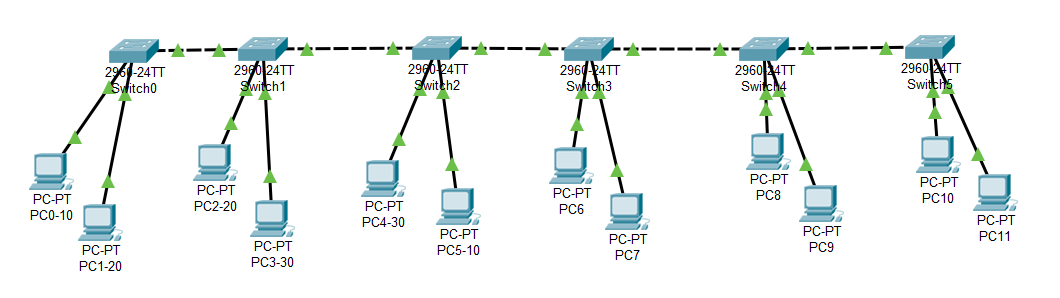 2960-24TT
Switch0
2960-24TT
Switch1
2960-24TT
Switch2
2960-24TT
Switch3
2960-24TT
Switch4
2960-24TT
Switch5
PC-PT
PC0-10
PC-PT
PC1-20
PC-PT
PC2-20
PC-PT
PC3-30
PC-PT
PC4-30
PC-PT
PC5-10
PC-PT
PC6
PC-PT
PC7
PC-PT
PC8
PC-PT
PC9
PC-PT
PC10
PC-PT
PC11